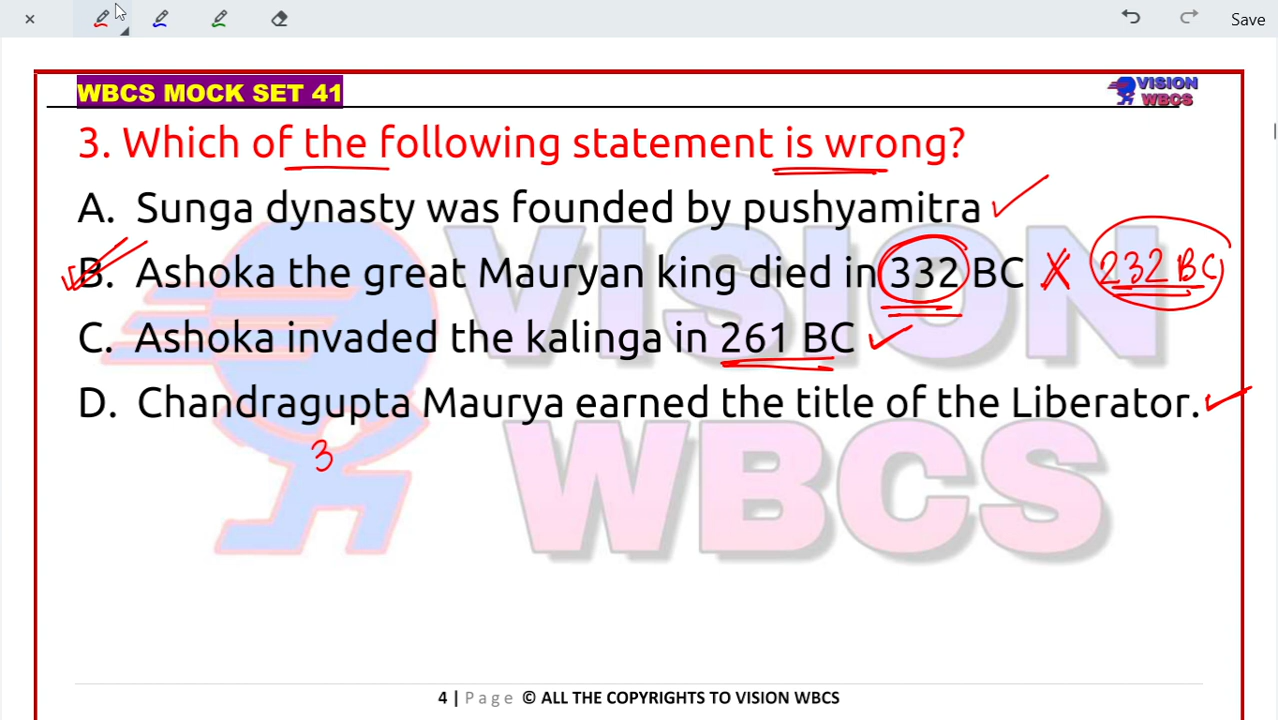 Save
WBCS MOCK SET 41
VISION
WBCS
3. Which of the following statement is wrong?
A. Sunga dynasty was founded by pushyamitra
B. Ashoka the great Mauryan king died in 332 BC X 232 BC
C. Ashoka invaded the kalinga in 261 BC
D. Chandragupta Maurya earned the title of the Liberator.
3
VISION
WBCS
4 | Page © ALL THE COPYRIGHTS TO VISION WBCS